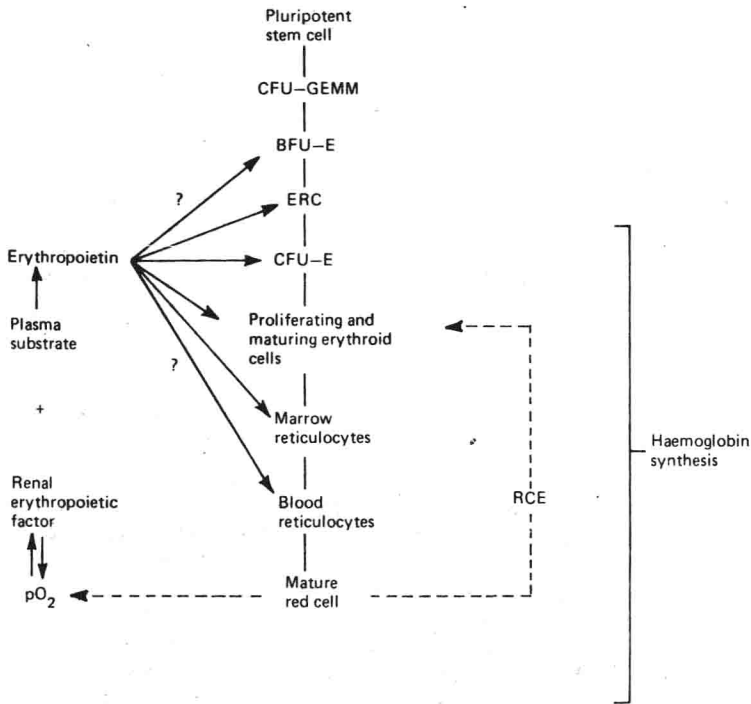 Pluripotent
stem cell
CFU–GEMM
BFU–E
?
ERC
Erythropoietin
CFU–E
Plasma
substrate
Proliferating and
maturing erythroid
cells
?
+
Marrow
reticulocytes
Haemoglobin
synthesis
Renal
erythropoietic
factor
Blood
reticulocytes
RCE
pO₂
Mature
red cell